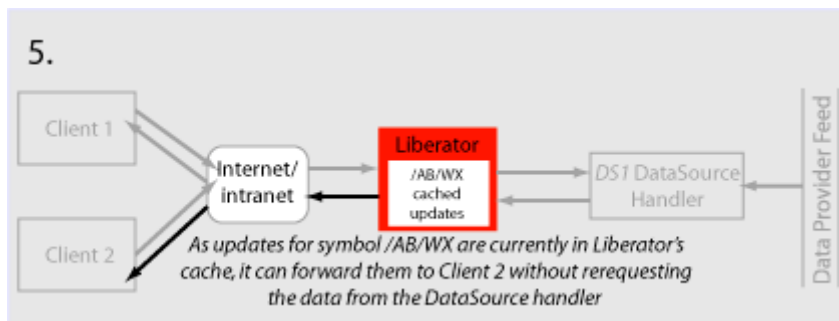 5.
Client 1
Internet/
intranet
Liberator
/AB/WX
cached
updates
DS1 DataSource
Handler
Data Provider Feed
Client 2
As updates for symbol /AB/WX are currently in Liberator's
cache, it can forward them to Client 2 without rerequesting
the data from the DataSource handler